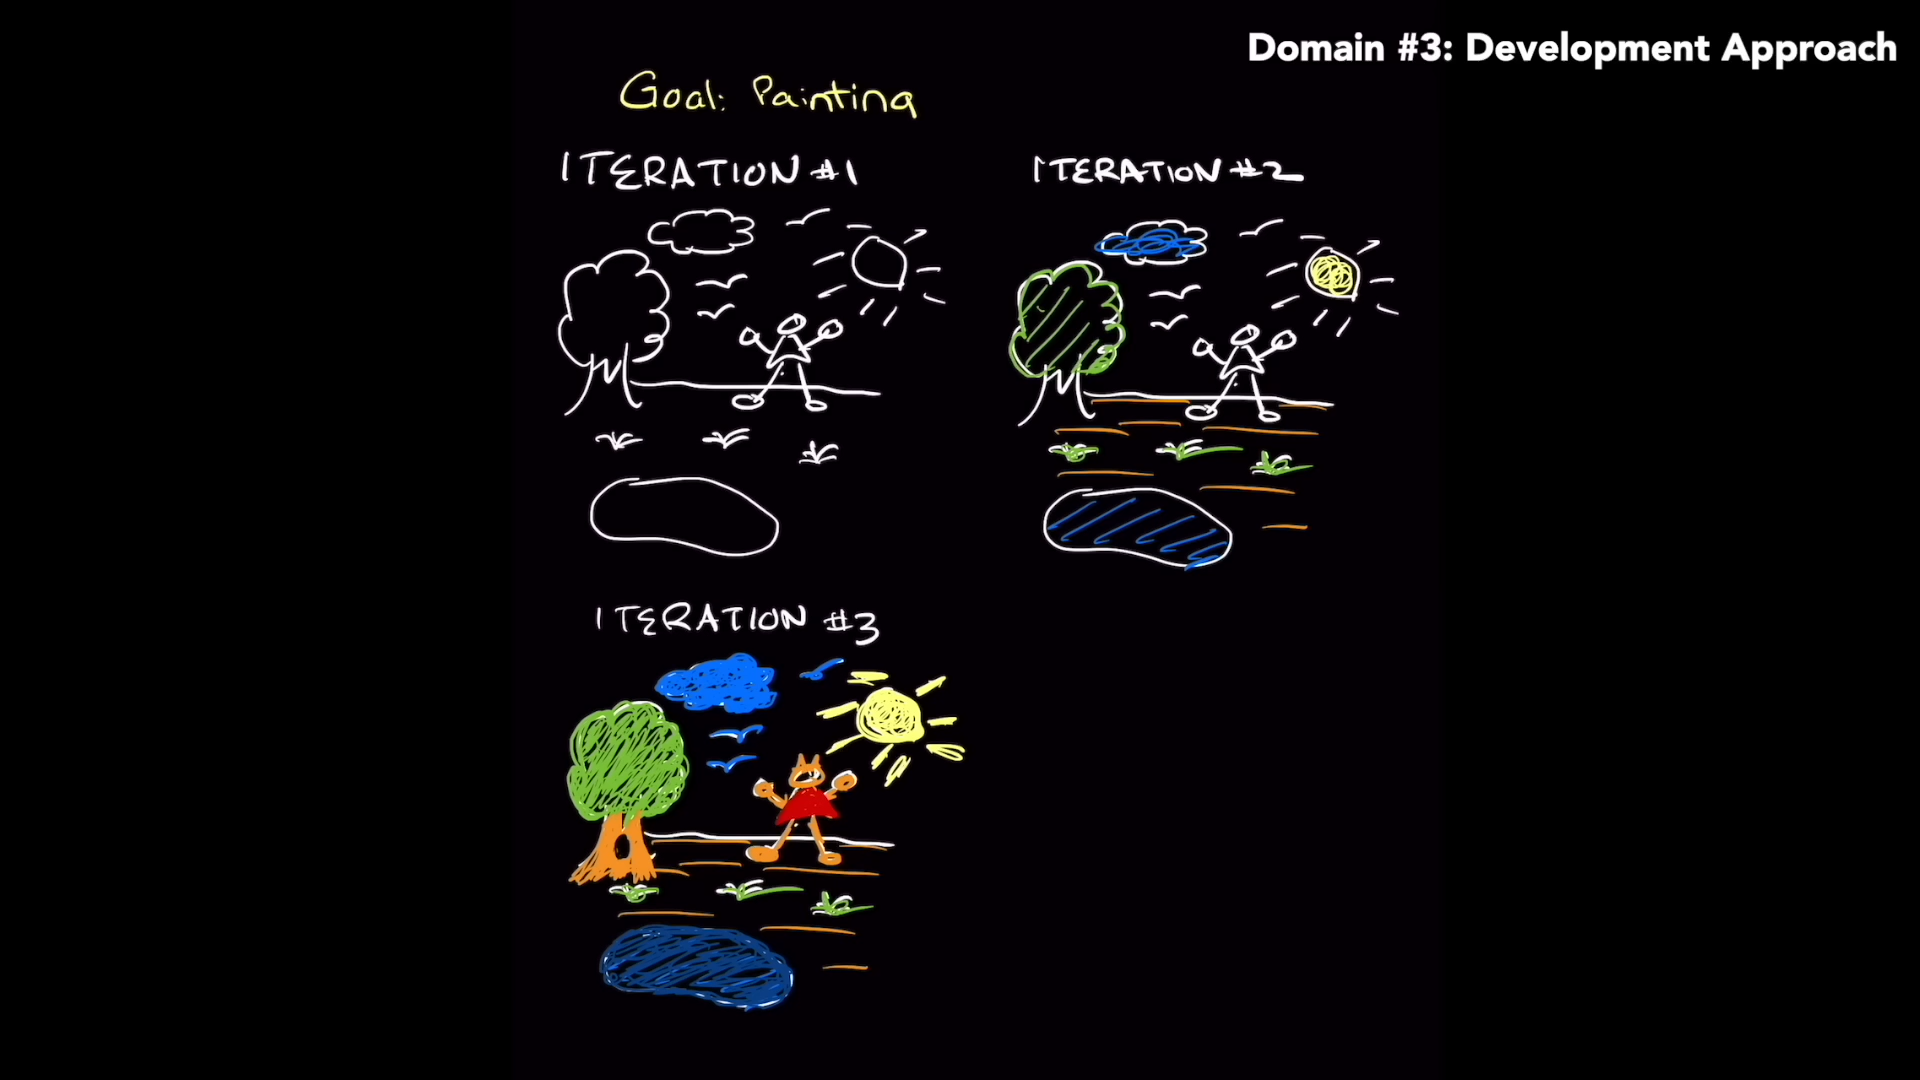 Domain #3: Development Approach
Goal: Painting
ITERATION #1
ITERATION #2
ITERATION #3